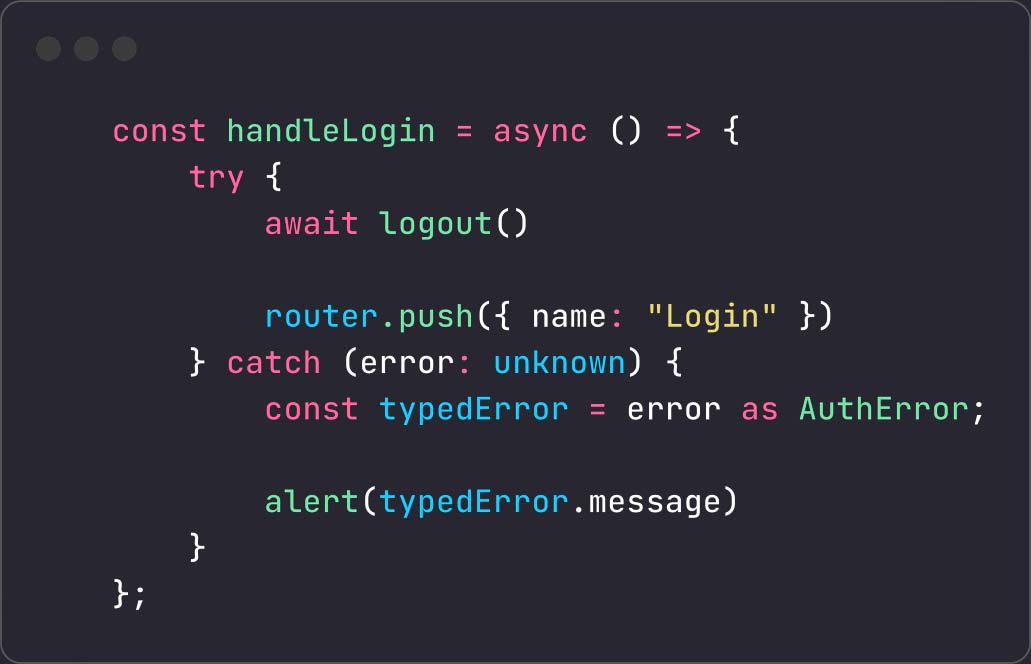 const handleLogin = async () => {
    try {
        await logout()

        router.push({ name: "Login" })
    } catch (error: unknown) {
        const typedError = error as AuthError;

        alert(typedError.message)
    }
};